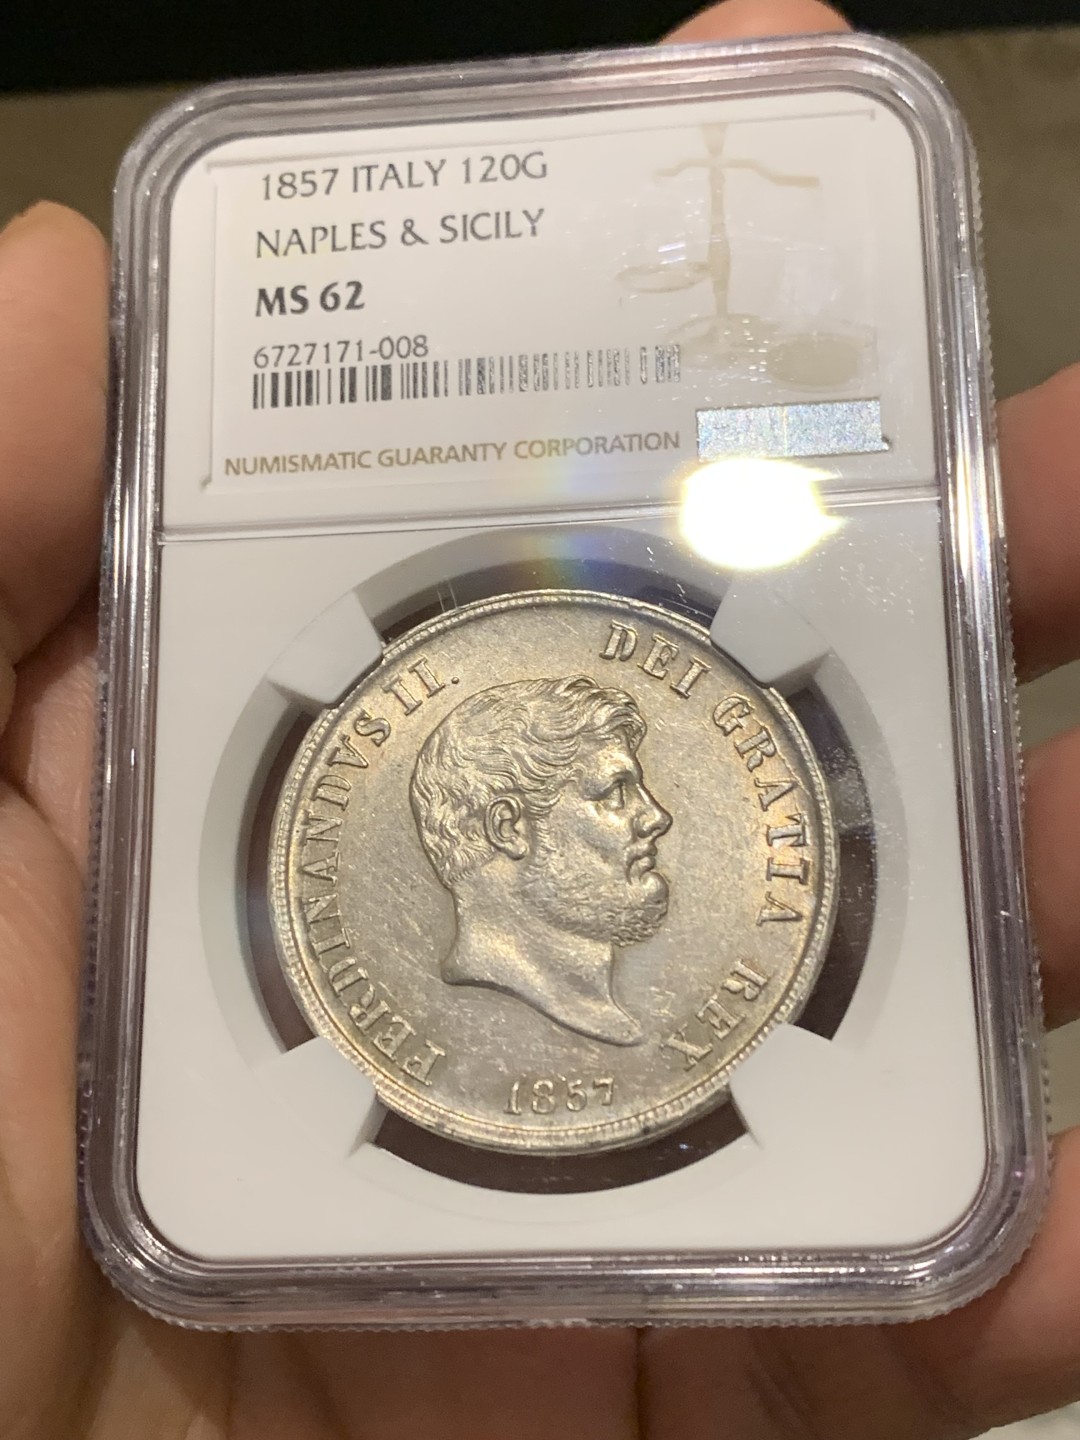 1857 ITALY 120G
NAPLES & SICILY
MS 62
6727171-008
NUMISMATIC GUARANTY CORPORATION
FERDINANDVS II. DEI GRATIA REX
1857